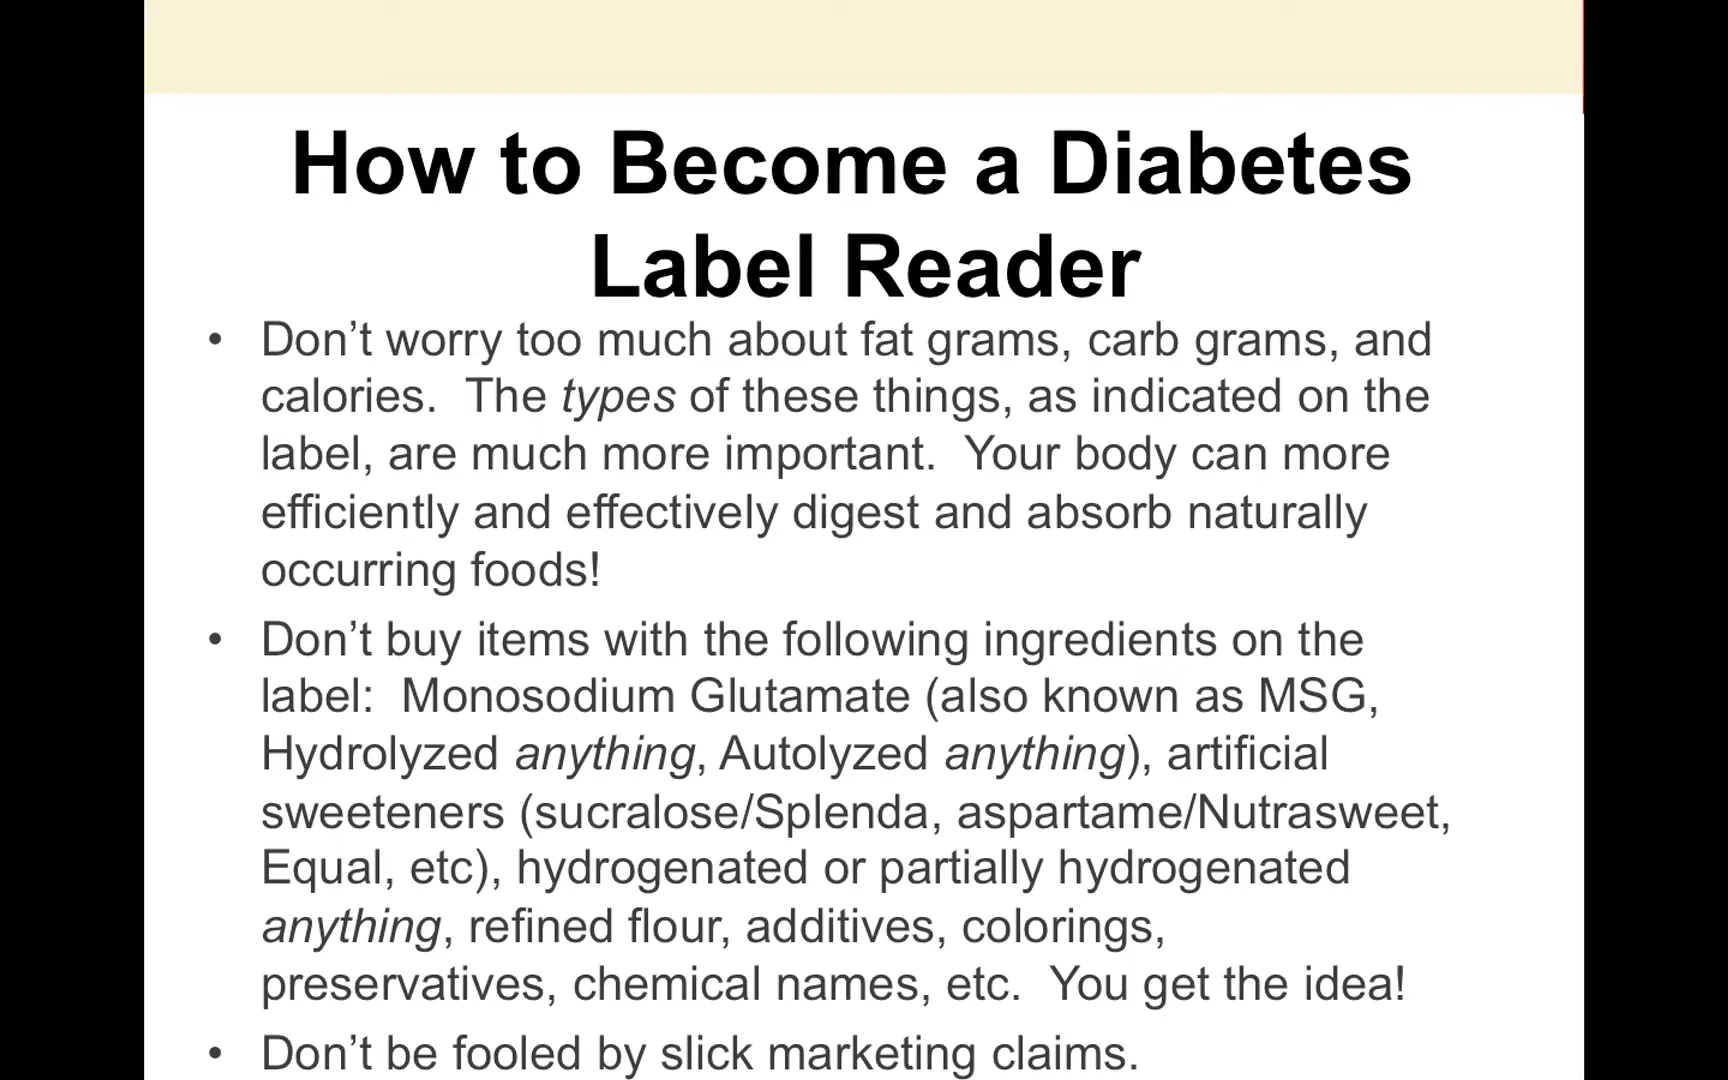 How to Become a Diabetes
Label Reader
• Don’t worry too much about fat grams, carb grams, and
calories.  The types of these things, as indicated on the
label, are much more important.  Your body can more
efficiently and effectively digest and absorb naturally
occurring foods!
• Don’t buy items with the following ingredients on the
label:  Monosodium Glutamate (also known as MSG,
Hydrolyzed anything, Autolyzed anything), artificial
sweeteners (sucralose/Splenda, aspartame/Nutrasweet,
Equal, etc), hydrogenated or partially hydrogenated
anything, refined flour, additives, colorings,
preservatives, chemical names, etc.  You get the idea!
• Don’t be fooled by slick marketing claims.